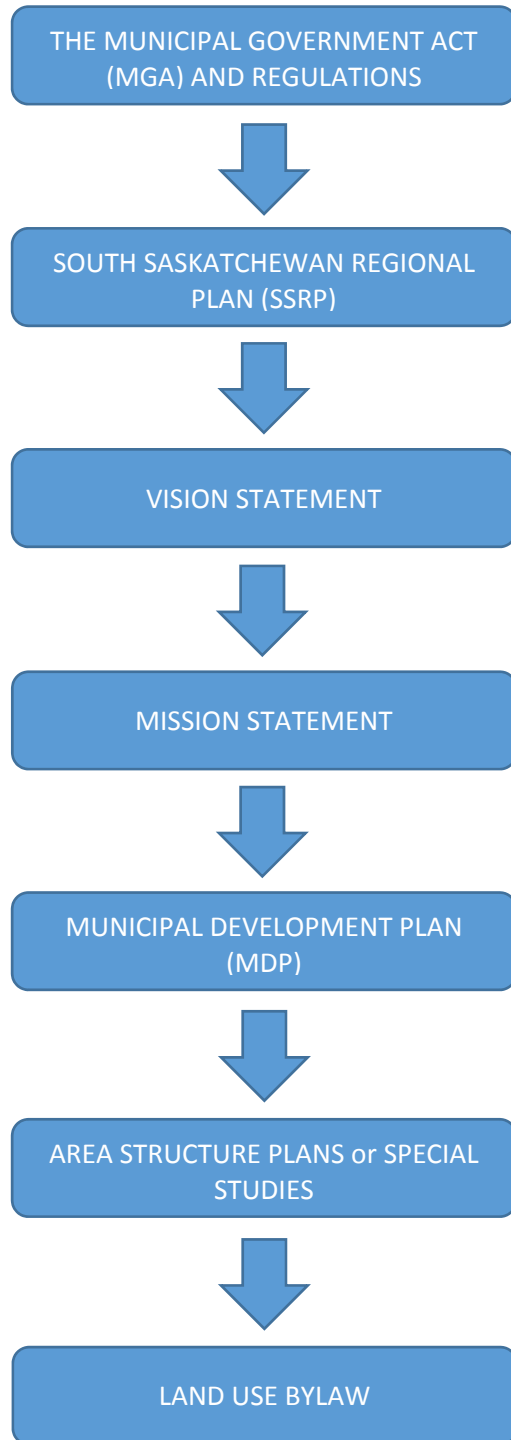 THE MUNICIPAL GOVERNMENT ACT
(MGA) AND REGULATIONS
SOUTH SASKATCHEWAN REGIONAL
PLAN (SSRP)
VISION STATEMENT
MISSION STATEMENT
MUNICIPAL DEVELOPMENT PLAN
(MDP)
AREA STRUCTURE PLANS or SPECIAL
STUDIES
LAND USE BYLAW